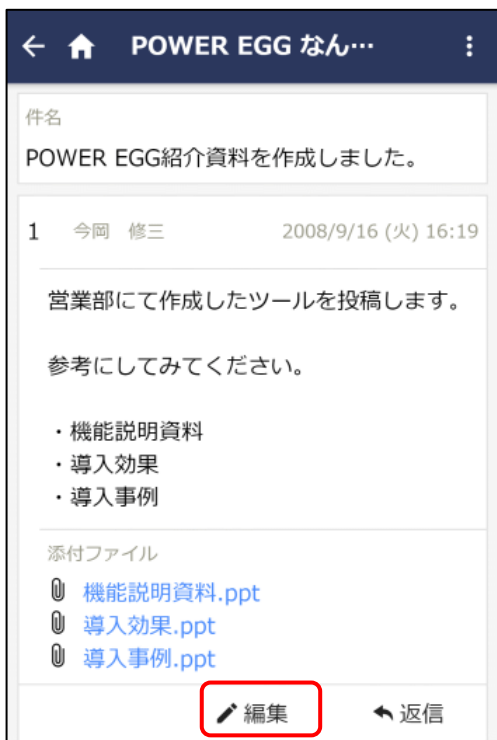 POWER EGG なん…
件名
POWER EGG紹介資料を作成しました。
1 今岡 修三 2008/9/16 (火) 16:19
営業部にて作成したツールを投稿します。
参考にしてみてください。
・機能説明資料
・導入効果
・導入事例
添付ファイル
機能説明資料.ppt
導入効果.ppt
導入事例.ppt
編集 返信